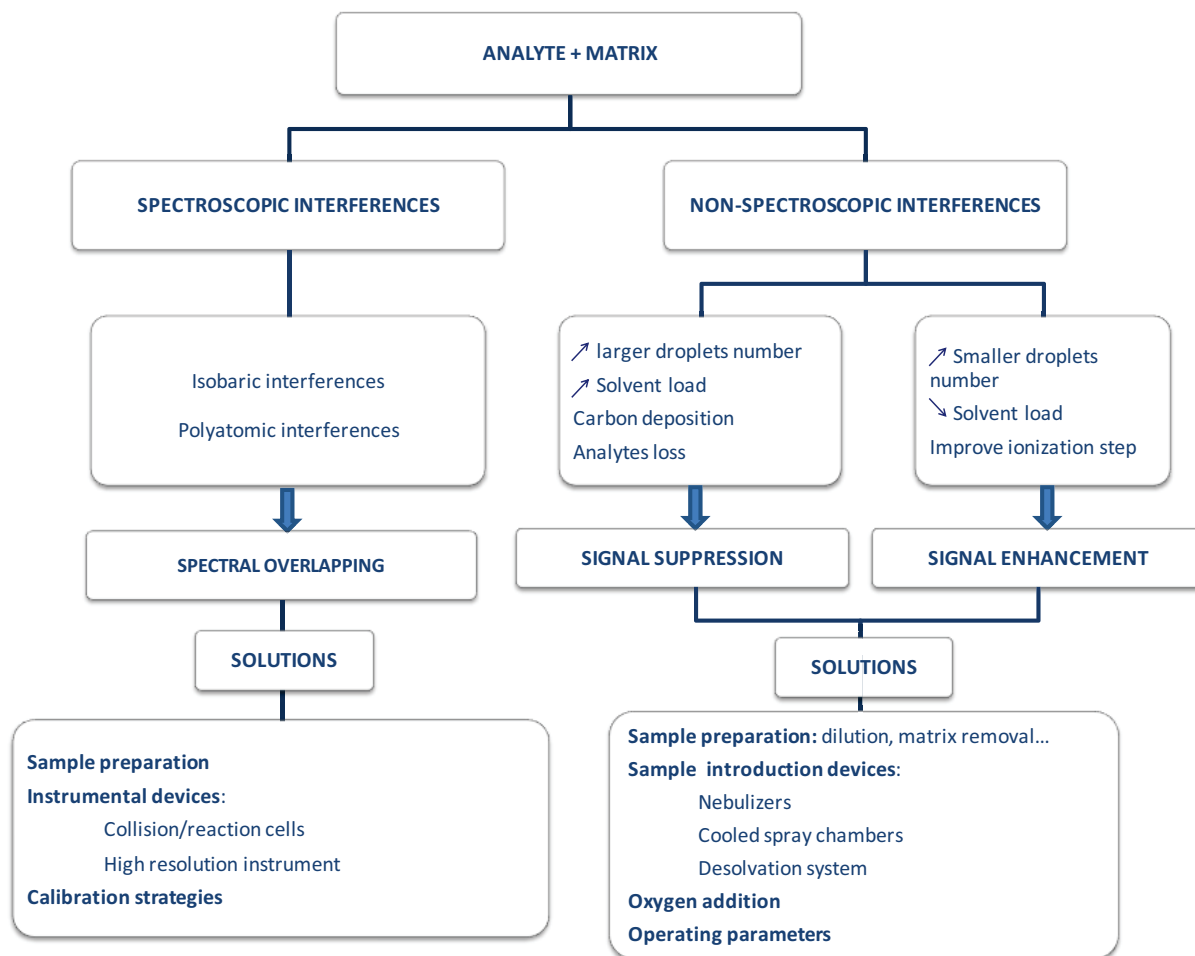 ANALYTE + MATRIX
SPECTROSCOPIC INTERFERENCES
NON-SPECTROSCOPIC INTERFERENCES
Isobaric interferences
Polyatomic interferences
↗ larger droplets number
↗ Solvent load
Carbon deposition
Analytes loss
↗ Smaller droplets
number
↘ Solvent load
Improve ionization step
SPECTRAL OVERLAPPING
SIGNAL SUPPRESSION
SIGNAL ENHANCEMENT
SOLUTIONS
SOLUTIONS
Sample preparation
Instrumental devices:
Collision/reaction cells
High resolution instrument
Calibration strategies
Sample preparation: dilution, matrix removal...
Sample introduction devices:
Nebulizers
Cooled spray chambers
Desolvation system
Oxygen addition
Operating parameters